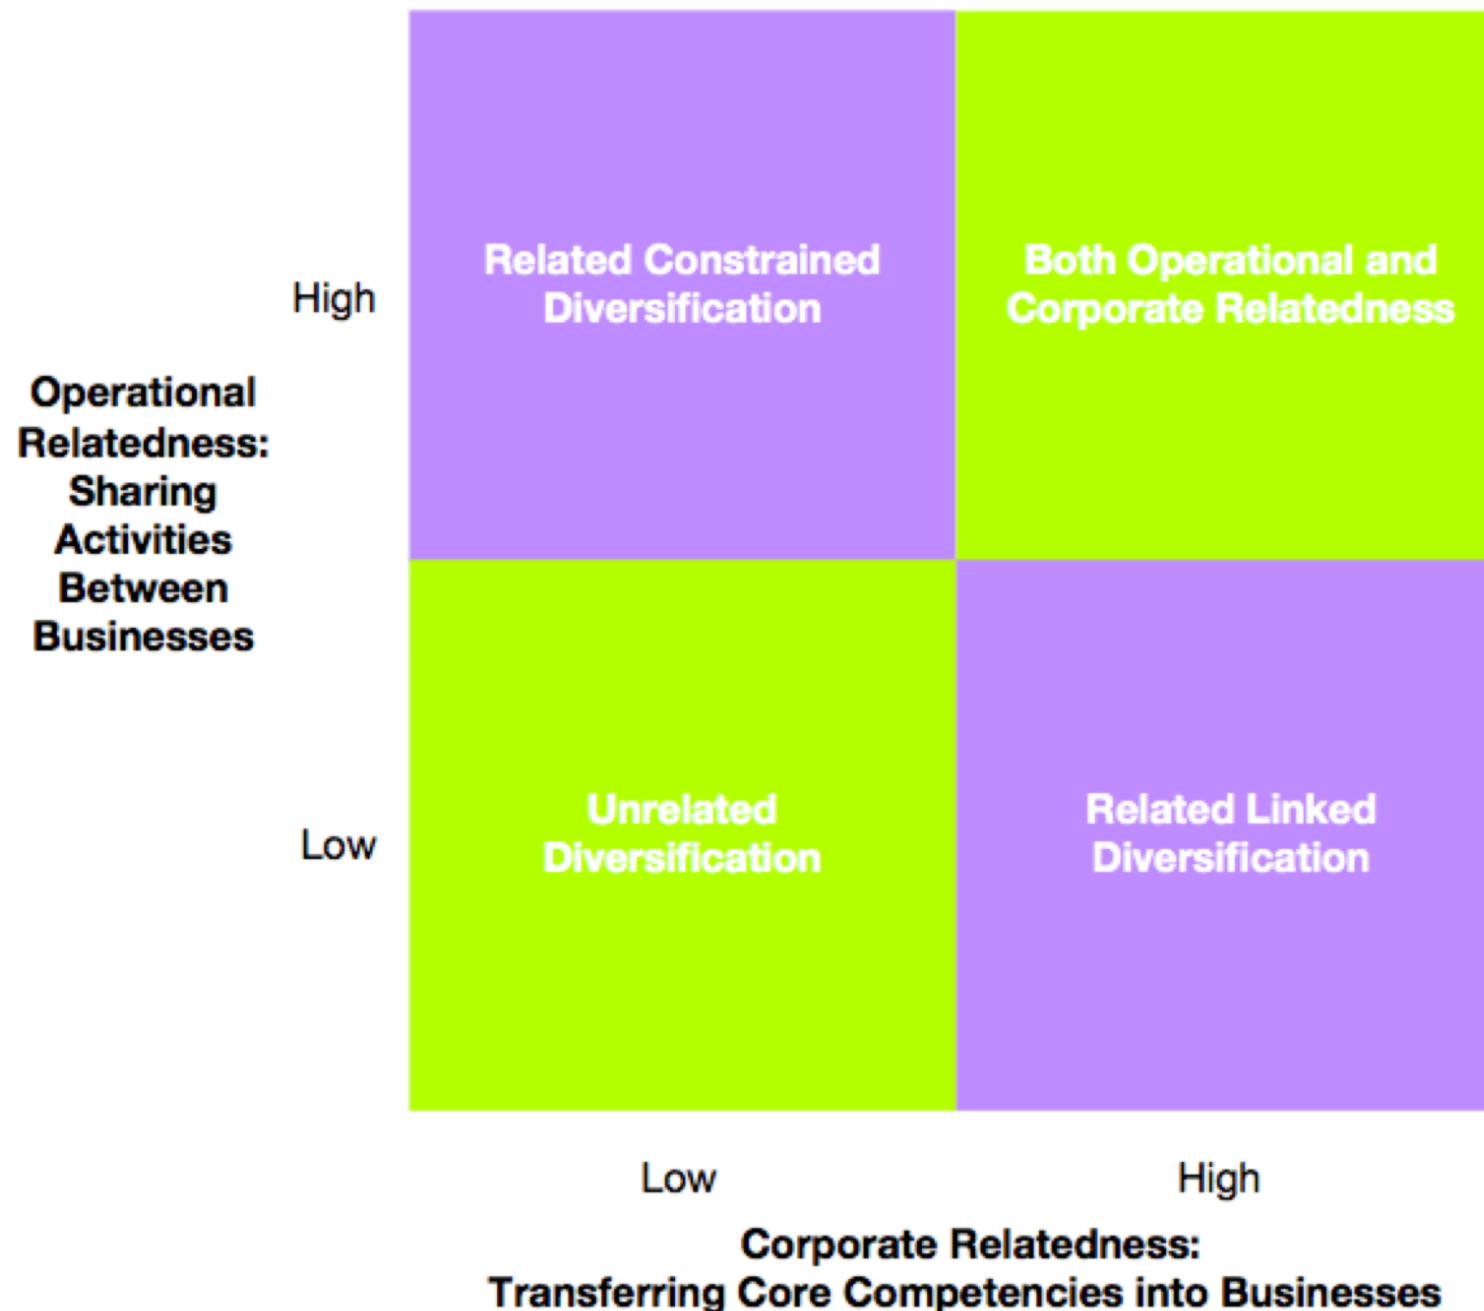 Related Constrained
Diversification
Both Operational and
Corporate Relatedness
High
Operational
Relatedness:
Sharing
Activities
Between
Businesses
Unrelated
Diversification
Related Linked
Diversification
Low
Low
High
Corporate Relatedness:
Transferring Core Competencies into Businesses